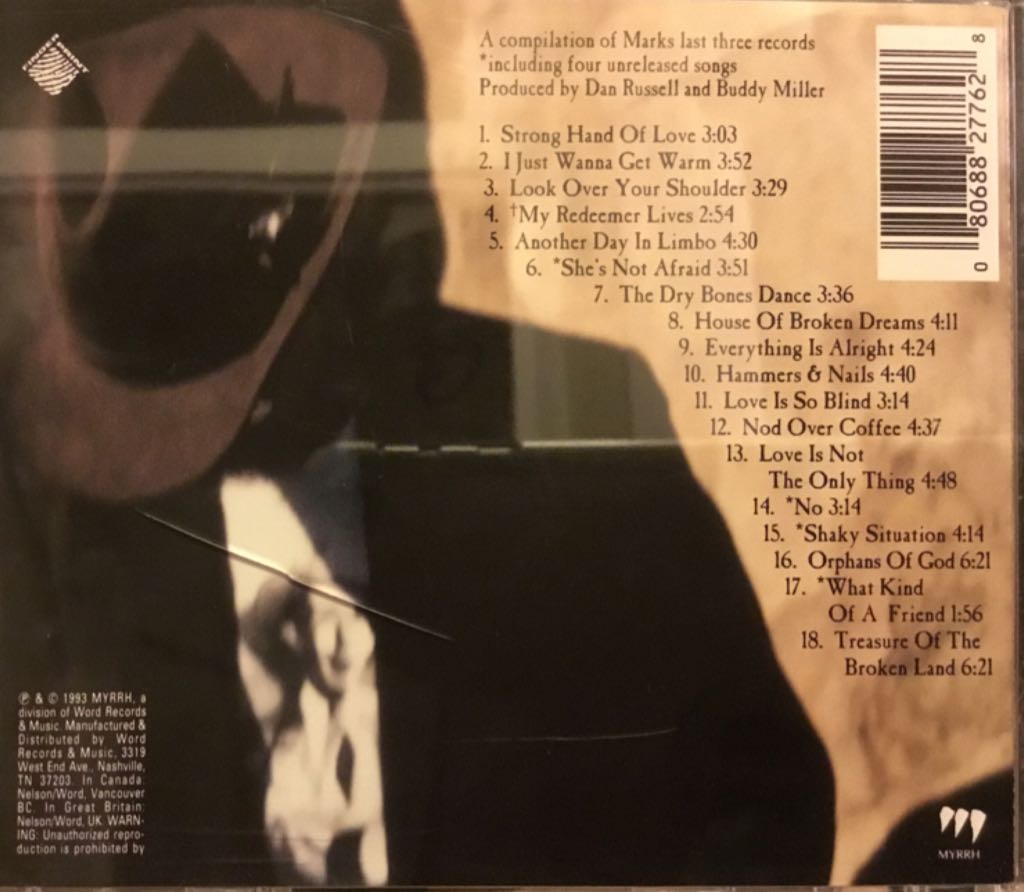 FINGERPRINT
A compilation of Marks last three records
*including four unreleased songs
Produced by Dan Russell and Buddy Miller
1. Strong Hand Of Love 3:03
2. I Just Wanna Get Warm 3:52
3. Look Over Your Shoulder 3:29
4. †My Redeemer Lives 2:54
5. Another Day In Limbo 4:30
6. *She's Not Afraid 3:51
7. The Dry Bones Dance 3:36
8. House Of Broken Dreams 4:11
9. Everything Is Alright 4:24
10. Hammers & Nails 4:40
11. Love Is So Blind 3:14
12. Nod Over Coffee 4:37
13. Love Is Not
The Only Thing 4:48
14. *No 3:14
15. *Shaky Situation 4:14
16. Orphans Of God 6:21
17. *What Kind
Of A Friend 1:56
18. Treasure Of The
Broken Land 6:21
0 80688 27762 8
℗ & © 1993 MYRRH, a
division of Word Records
& Music. Manufactured &
Distributed by Word
Records & Music, 3319
West End Ave., Nashville,
TN 37203. In Canada:
Nelson/Word, Vancouver
BC. In Great Britain:
Nelson/Word, UK. WARN-
ING: Unauthorized repro-
duction is prohibited by
MYRRH